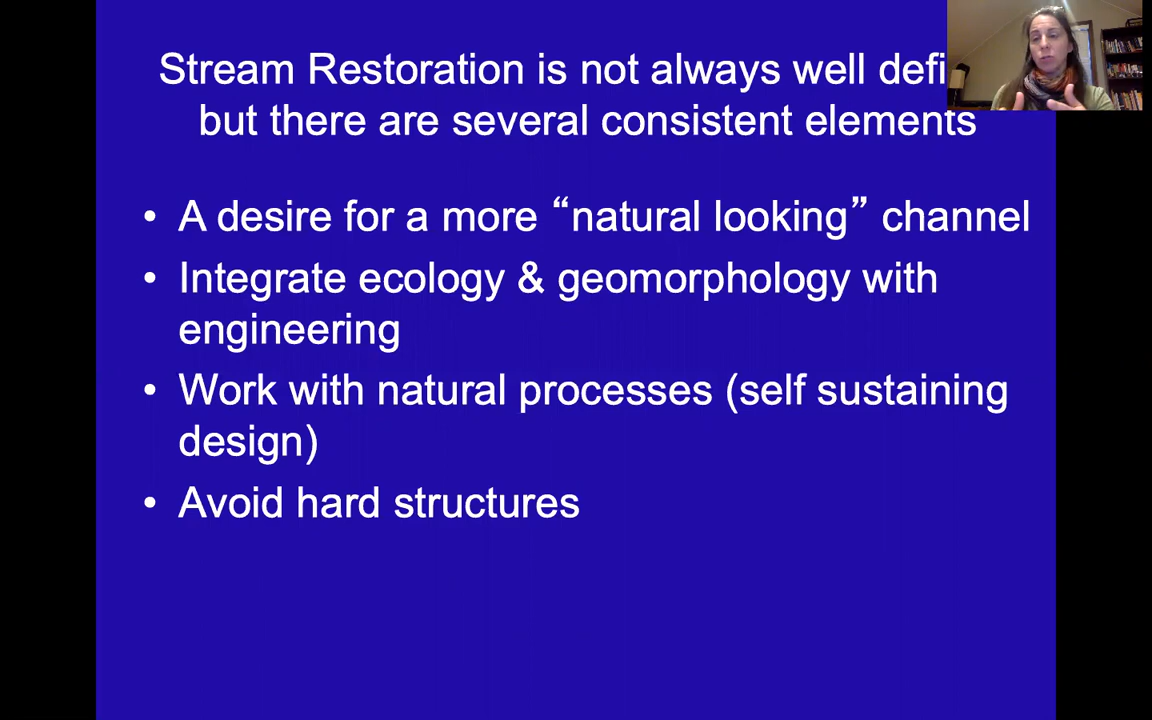 Stream Restoration is not always well
but there are several consistent elements
• A desire for a more “natural looking” channel
• Integrate ecology & geomorphology with
engineering
• Work with natural processes (self sustaining
design)
• Avoid hard structures